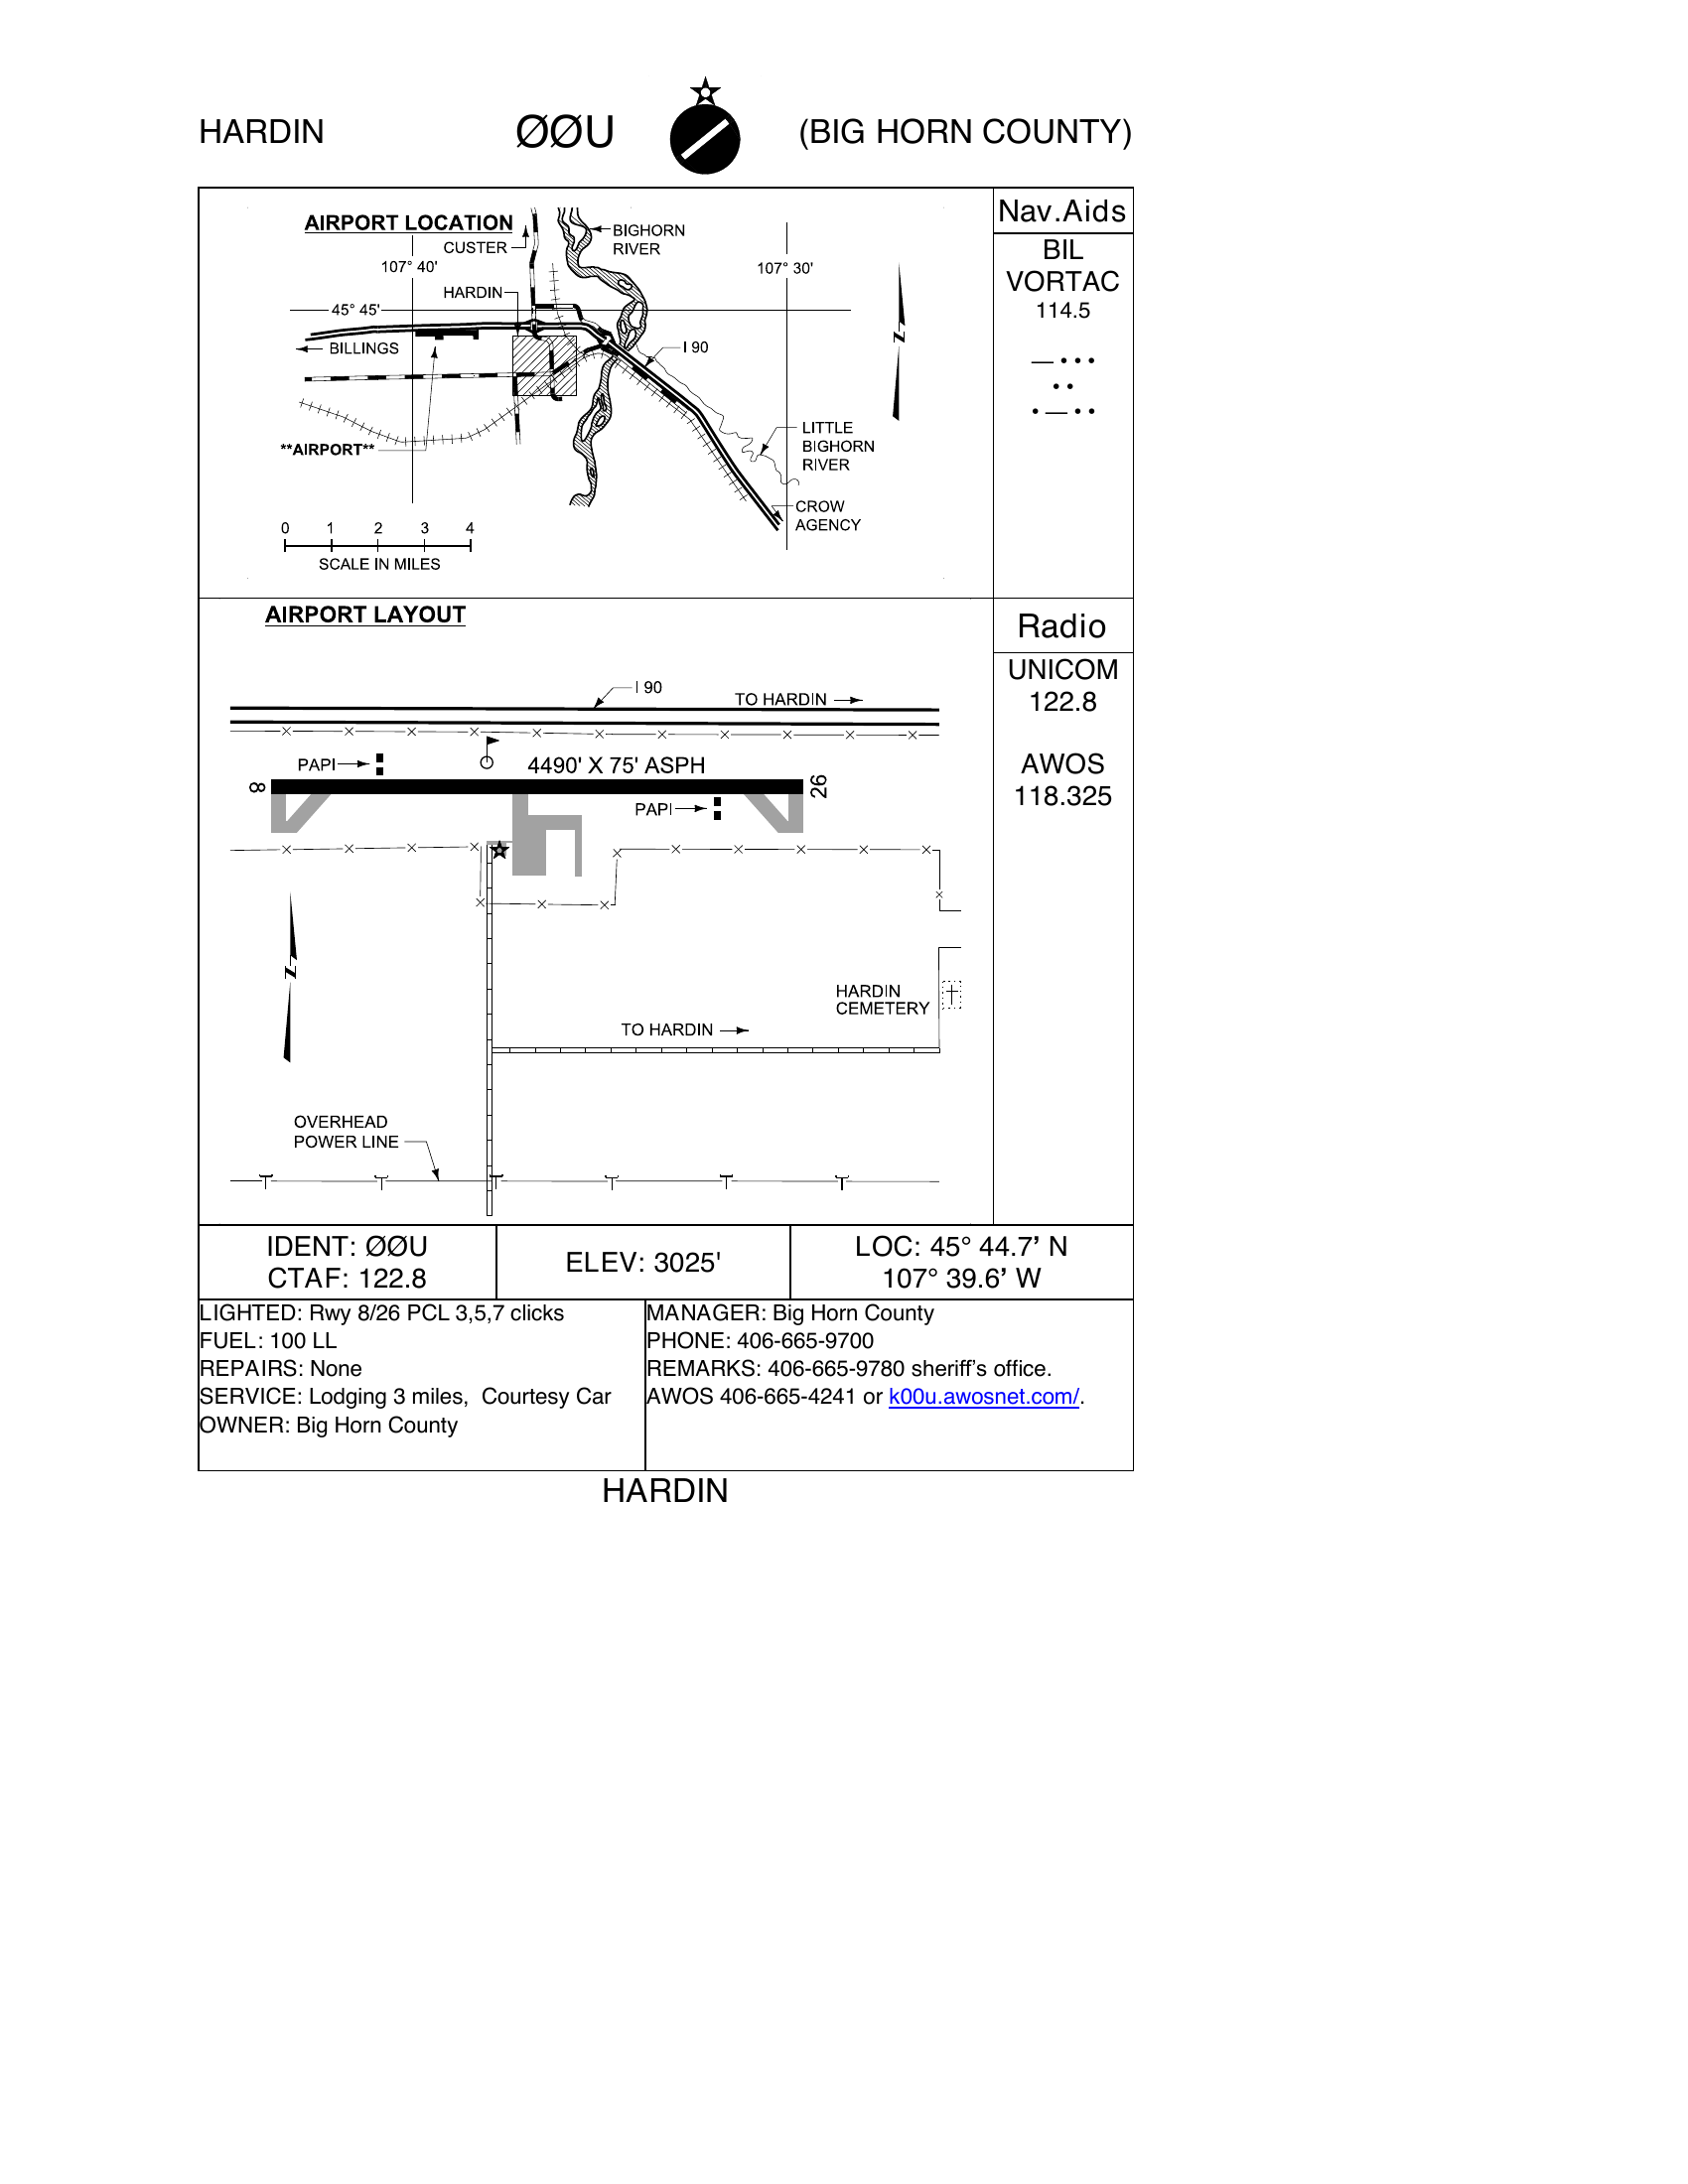 HARDIN ØØU (BIG HORN COUNTY)
AIRPORT LOCATION
CUSTER
BIGHORN
RIVER
107° 40'
107° 30'
HARDIN
45° 45'
BILLINGS
I 90
N
**AIRPORT**
LITTLE
BIGHORN
RIVER
CROW
AGENCY
0 1 2 3 4
SCALE IN MILES
Nav.Aids
BIL
VORTAC
114.5
— • • •
• •
• — • •
AIRPORT LAYOUT
I 90
TO HARDIN
PAPI
4490' X 75' ASPH
8
26
PAPI
N
HARDIN
CEMETERY
TO HARDIN
OVERHEAD
POWER LINE
Radio
UNICOM
122.8
AWOS
118.325
IDENT: ØØU
CTAF: 122.8
ELEV: 3025'
LOC: 45° 44.7’ N
107° 39.6’ W
LIGHTED: Rwy 8/26 PCL 3,5,7 clicks
FUEL: 100 LL
REPAIRS: None
SERVICE: Lodging 3 miles,  Courtesy Car
OWNER: Big Horn County
MANAGER: Big Horn County
PHONE: 406-665-9700
REMARKS: 406-665-9780 sheriff’s office.
AWOS 406-665-4241 or k00u.awosnet.com/.
HARDIN